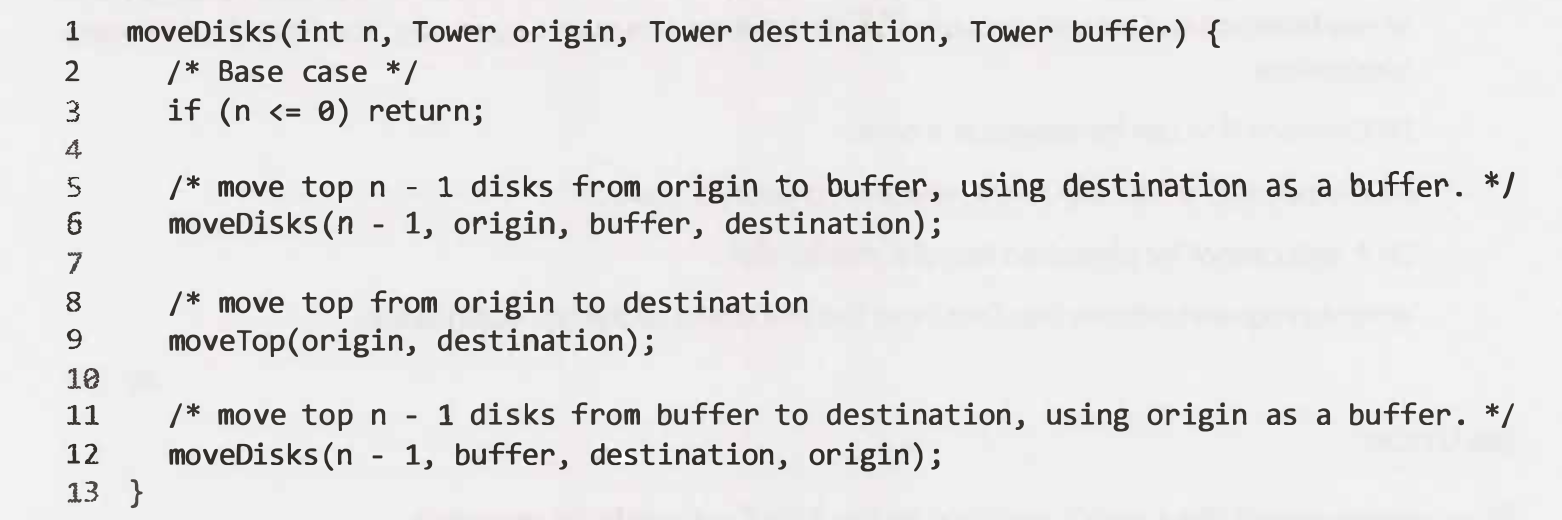 1 moveDisks(int n, Tower origin, Tower destination, Tower buffer) {
2 /* Base case */
3 if (n <= 0) return;
4
5 /* move top n - 1 disks from origin to buffer, using destination as a buffer. */
6 moveDisks(n - 1, origin, buffer, destination);
7
8 /* move top from origin to destination
9 moveTop(origin, destination);
10
11 /* move top n - 1 disks from buffer to destination, using origin as a buffer. */
12 moveDisks(n - 1, buffer, destination, origin);
13 }